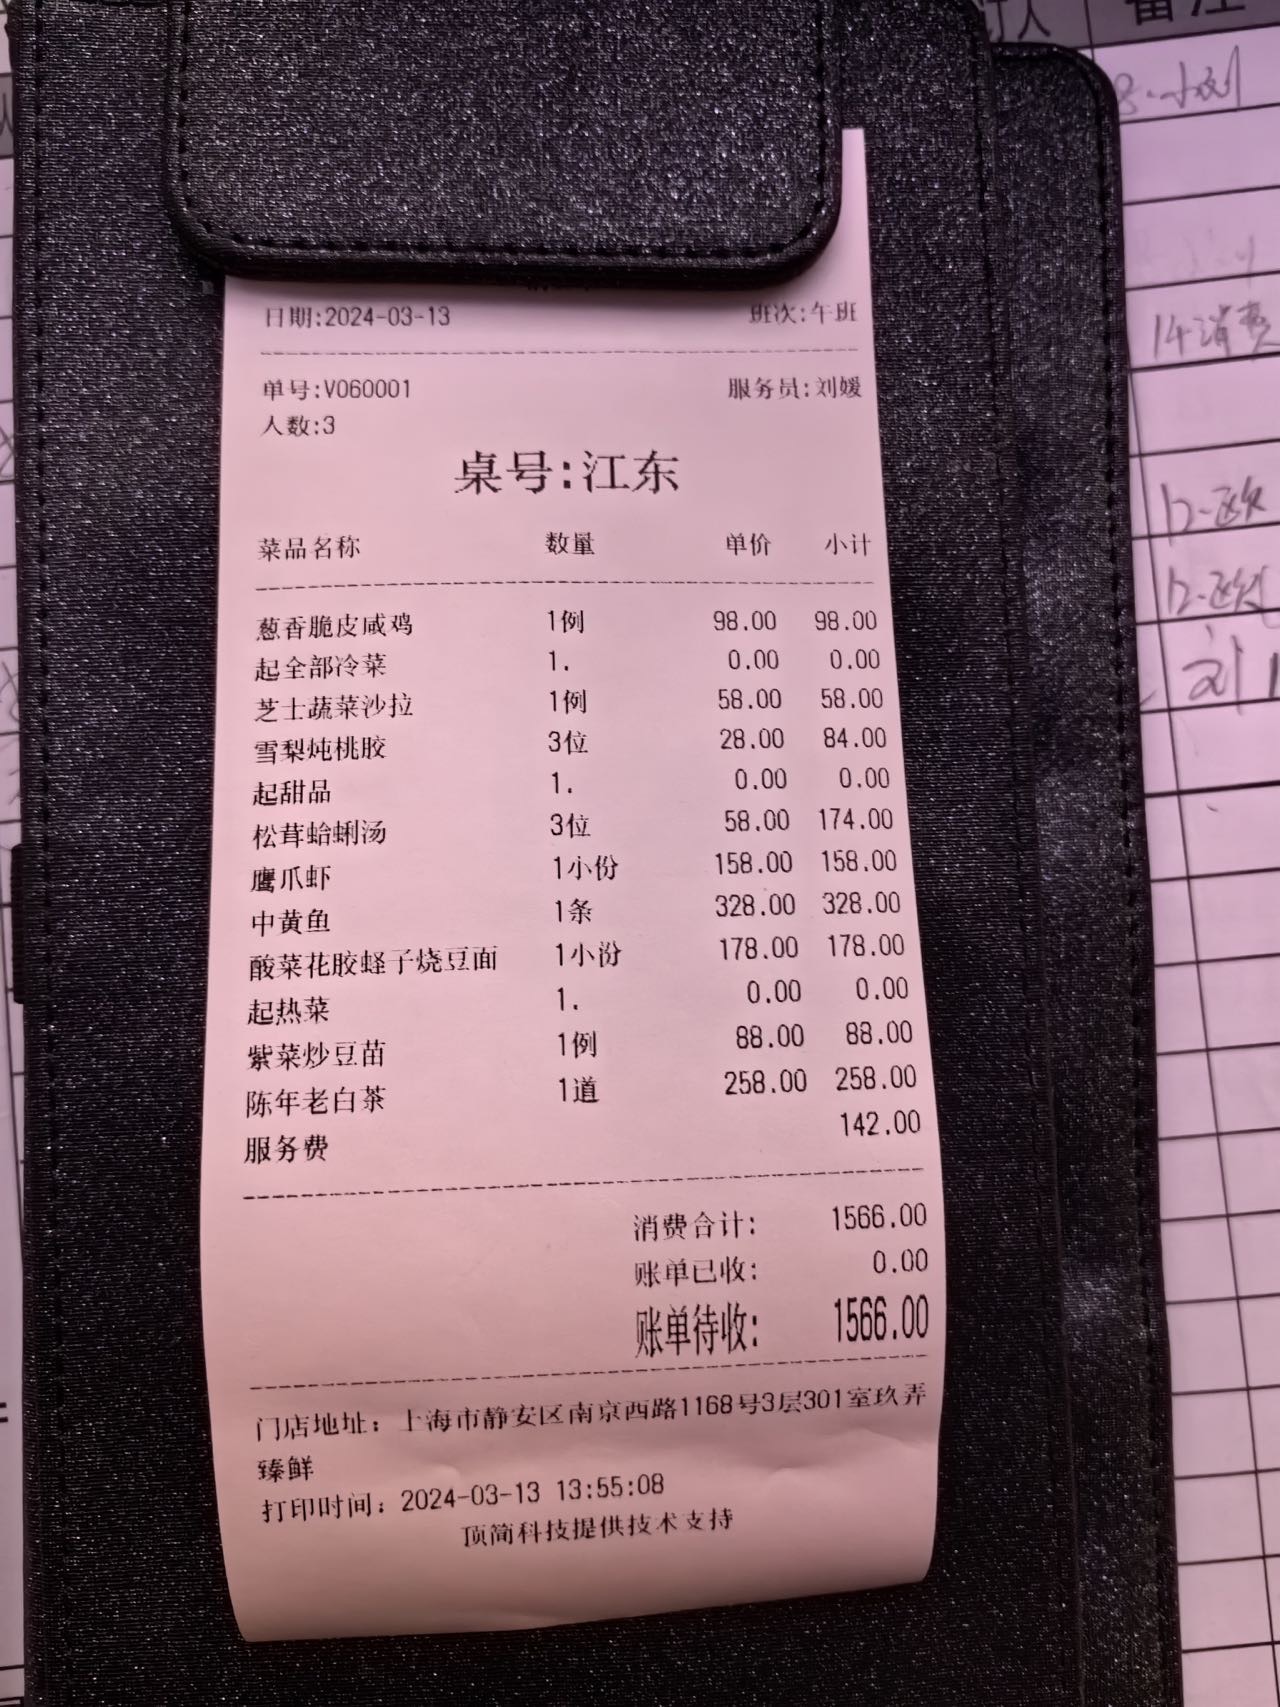 备注
日期:2024-03-13 班次:午班
单号:V060001 服务员:刘媛
人数:3
桌号:江东
菜品名称 数量 单价 小计
葱香脆皮咸鸡 1例 98.00 98.00
起全部冷菜 1. 0.00 0.00
芝士蔬菜沙拉 1例 58.00 58.00
雪梨炖桃胶 3位 28.00 84.00
起甜品 1. 0.00 0.00
松茸蛤蜊汤 3位 58.00 174.00
鹰爪虾 1小份 158.00 158.00
中黄鱼 1条 328.00 328.00
酸菜花胶蛏子烧豆面 1小份 178.00 178.00
起热菜 1. 0.00 0.00
紫菜炒豆苗 1例 88.00 88.00
陈年老白茶 1道 258.00 258.00
服务费 142.00
消费合计: 1566.00
账单已收: 0.00
账单待收: 1566.00
门店地址: 上海市静安区南京西路1168号3层301室玖弄
臻鲜
打印时间: 2024-03-13 13:55:08
顶简科技提供技术支持